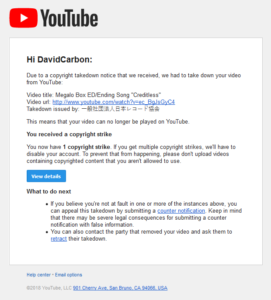 YouTube
Hi DavidCarbon:
Due to a copyright takedown notice that we received, we had to take down your video
from YouTube:
Video title: Megalo Box ED/Ending Song "Creditless"
Video url: http://www.youtube.com/watch?v=ec_BgJxGyC4
Takedown issued by: 一般社団法人日本レコード協会
This means that your video can no longer be played on YouTube.
You received a copyright strike
You now have 1 copyright strike. If you get multiple copyright strikes, we'll have to
disable your account. To prevent that from happening, please don't upload videos
containing copyrighted content that you aren't allowed to use.
View details
What to do next
• If you believe you're not at fault in one or more of the instances above, you
can appeal this takedown by submitting a counter notification. Keep in mind
that there may be severe legal consequences for submitting a counter
notification with false information.
• You can also contact the party that removed your video and ask them to
retract their takedown.
Help center • Email options
©2018 YouTube, LLC 901 Cherry Ave, San Bruno, CA 94066, USA